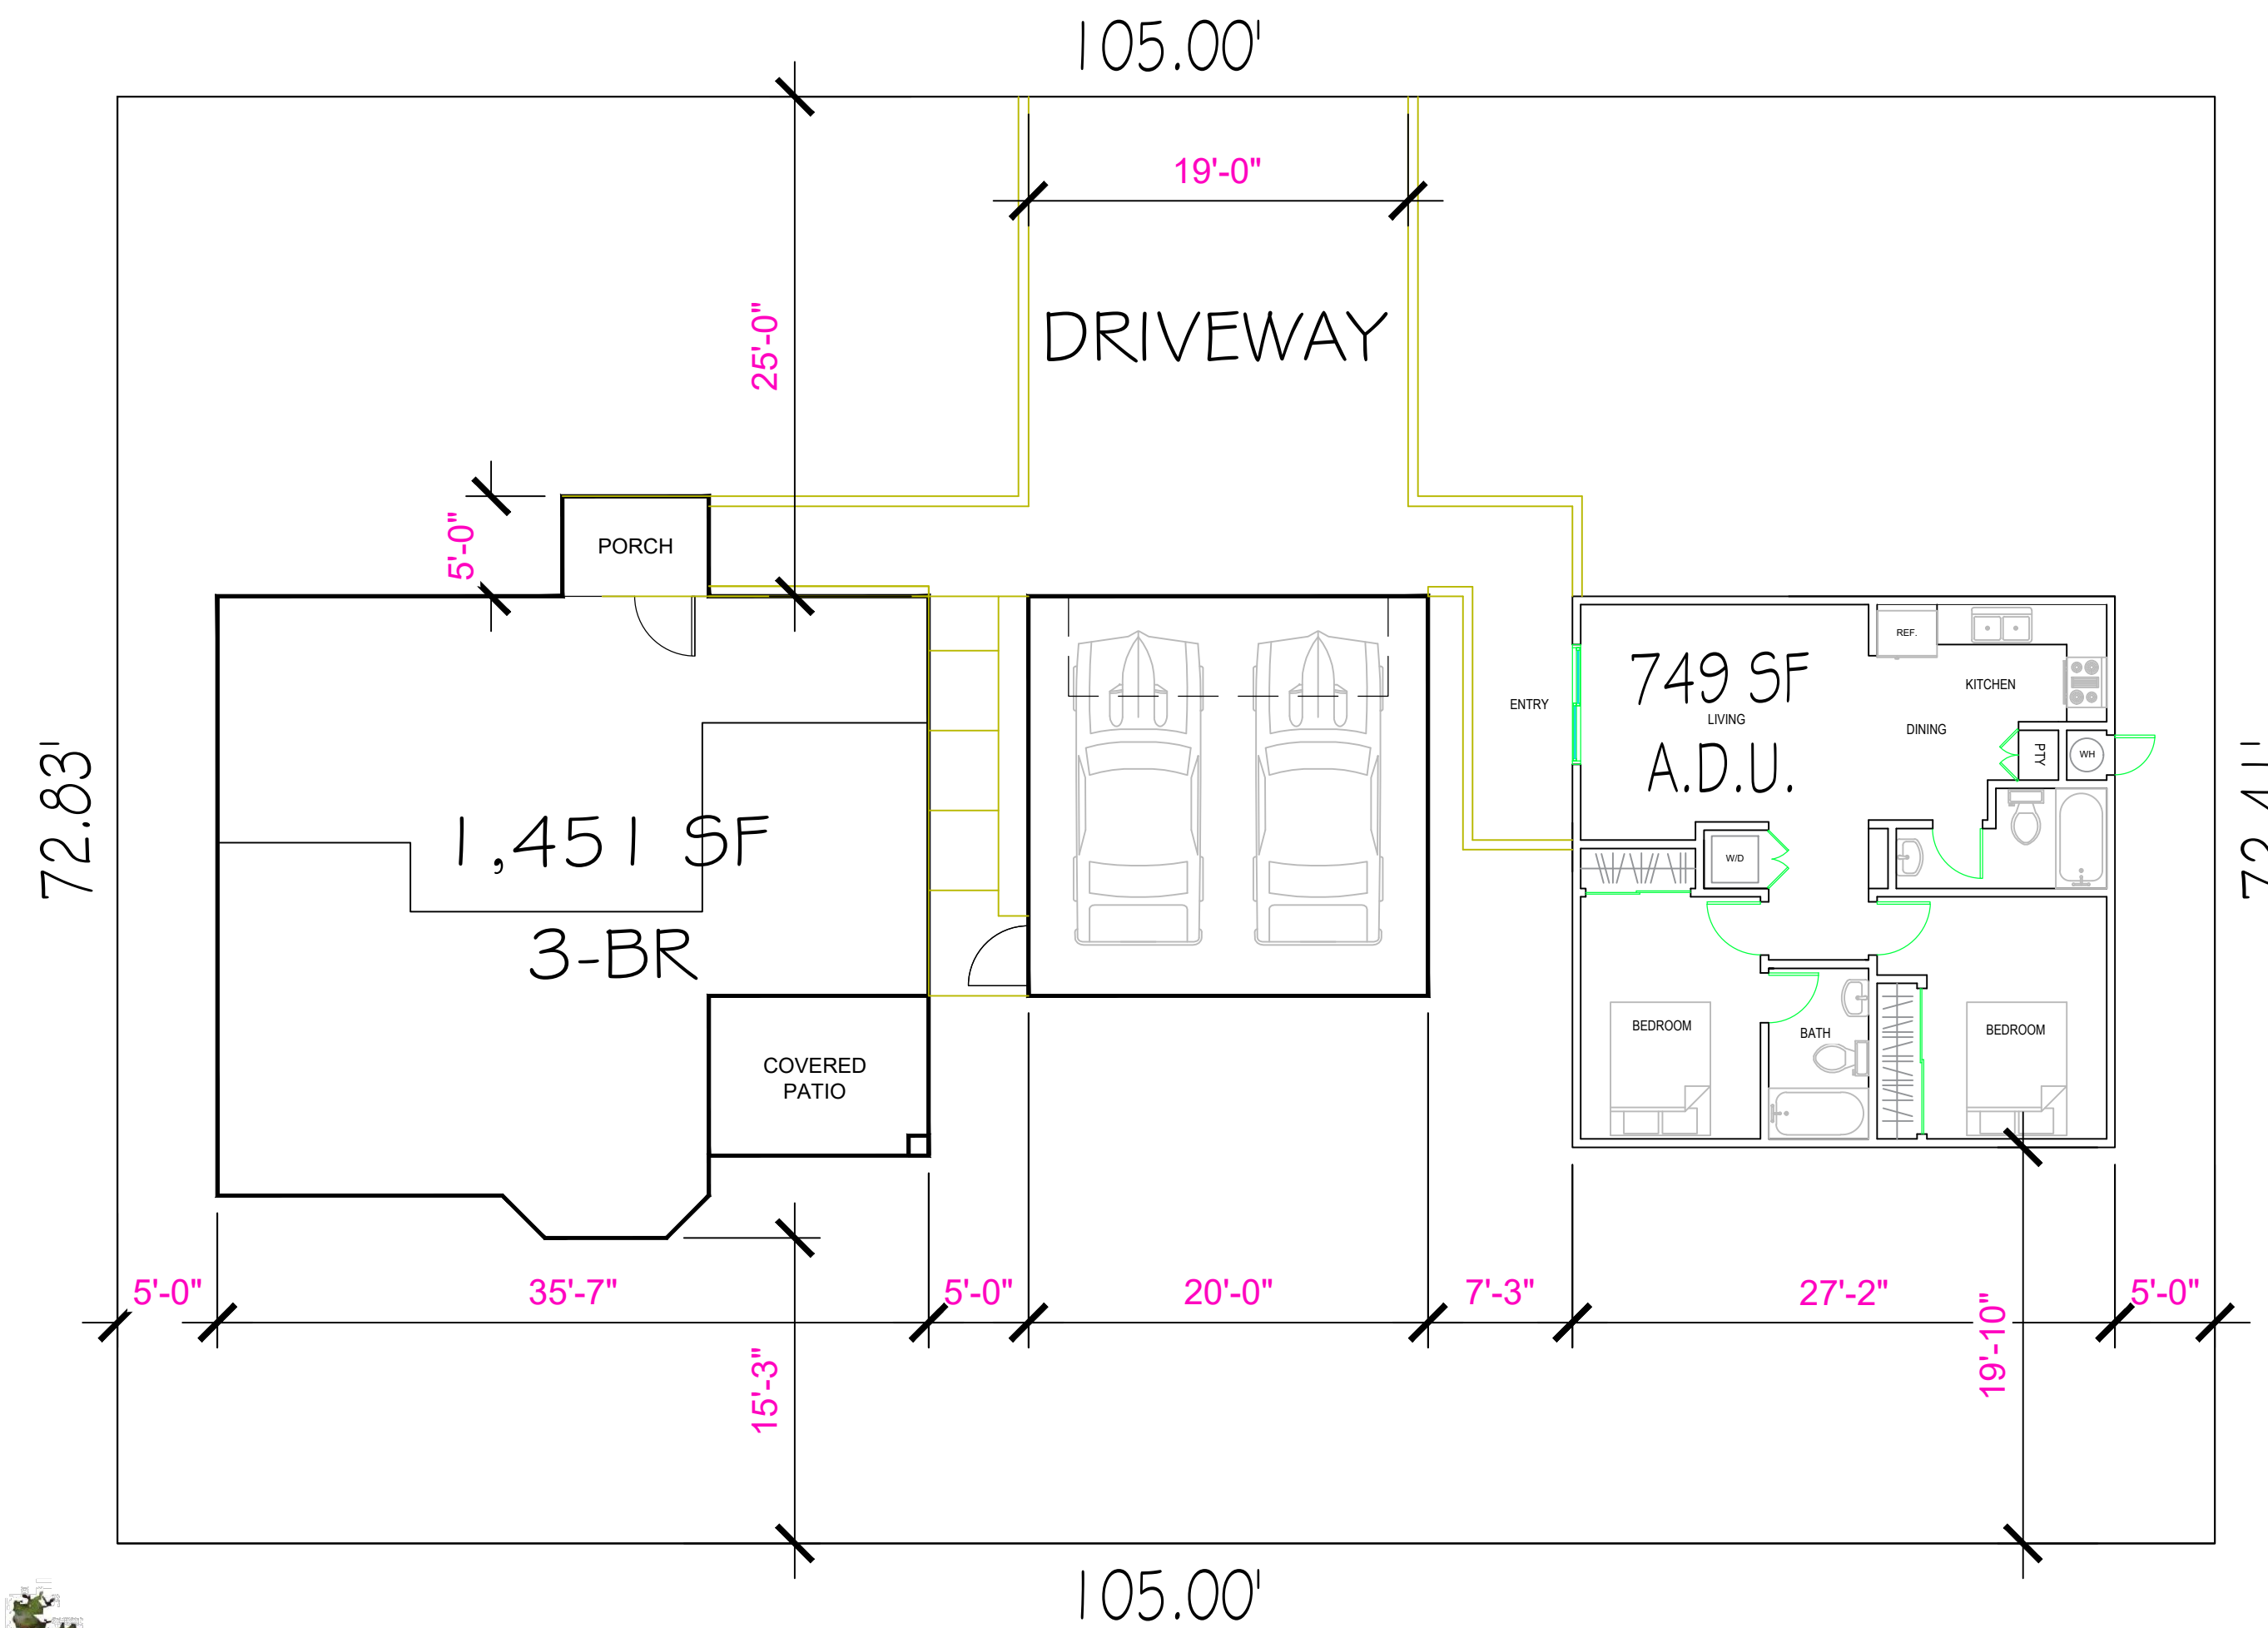 105.00'
19'-0"
25'-0"
DRIVEWAY
5'-0"
PORCH
REF.
749 SF
KITCHEN
ENTRY
LIVING
DINING
A.D.U.
PTY
WH
72.83'
1,451 SF
W/D
3-BR
BEDROOM
BATH
BEDROOM
COVERED
PATIO
5'-0"
35'-7"
5'-0"
20'-0"
7'-3"
27'-2"
5'-0"
15'-3"
19'-10"
105.00'